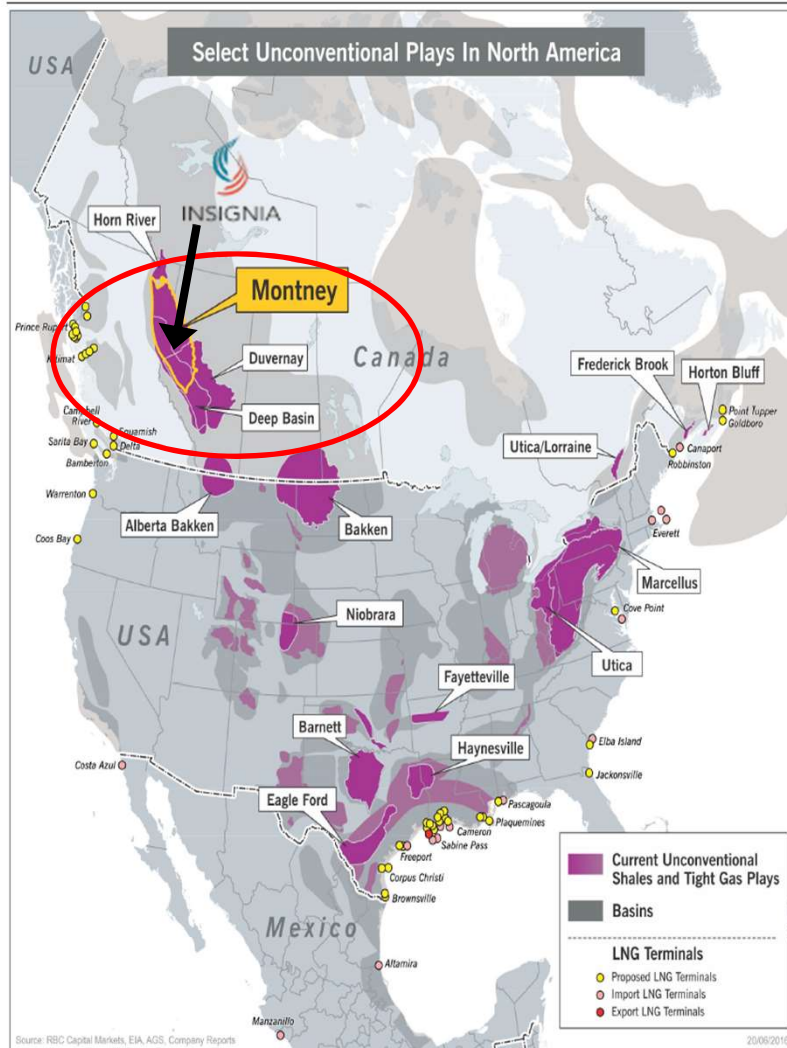 Select Unconventional Plays In North America
USA
INSIGNIA
Horn River
Montney
Prince Rupert
Kitimat
Duvernay
Canada
Deep Basin
Frederick Brook
Horton Bluff
Campbell
River
Squamish
Point Tupper
Goldboro
Sarita Bay
Delta
Utica/Lorraine
Canaport
Bamberton
Robbinston
Warrenton
Alberta Bakken
Bakken
Everett
Coos Bay
Marcellus
Niobrara
Cove Point
USA
Utica
Fayetteville
Barnett
Haynesville
Elba Island
Costa Azul
Jacksonville
Eagle Ford
Pascagoula
Plaquemines
Cameron
Sabine Pass
Freeport
Corpus Christi
Brownsville
Mexico
Altamira
Manzanillo
Current Unconventional
Shales and Tight Gas Plays
Basins
LNG Terminals
Proposed LNG Terminals
Import LNG Terminals
Export LNG Terminals
Source: RBC Capital Markets, EIA, AGS, Company Reports
20/06/2016